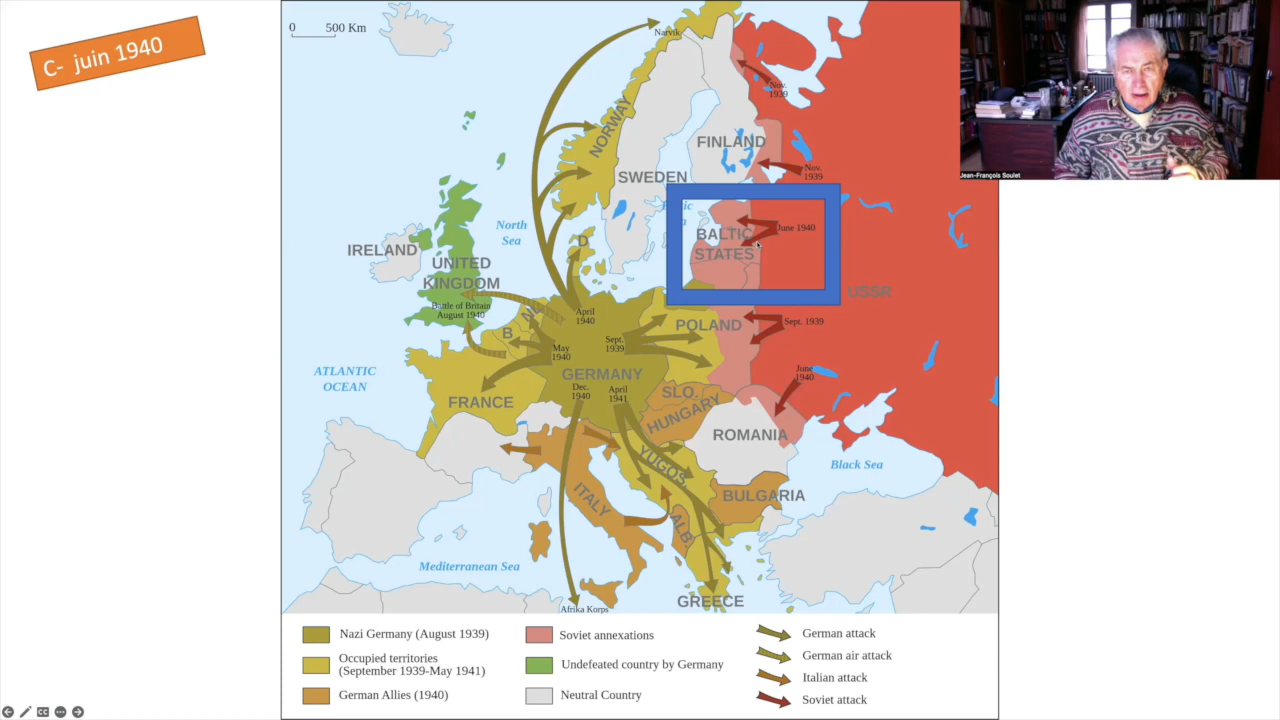 C- juin 1940
0 500 Km
Narvik
Nov.
1939
NORWAY
FINLAND
SWEDEN
Nov.
1939
North
Sea
IRELAND
UNITED
KINGDOM
D
BALTIC
STATES
June 1940
USSR
Battle of Britain
August 1940
April
1940
B
POLAND
Sept. 1939
Sept.
1939
May
1940
ATLANTIC
OCEAN
GERMANY
June
1940
Dec.
1940
April
1941
SLO.
HUNGARY
FRANCE
ROMANIA
YUGOS.
Black Sea
ITALY
BULGARIA
ALB.
Mediterranean Sea
GREECE
Afrika Korps
Nazi Germany (August 1939)
Occupied territories
(September 1939-May 1941)
German Allies (1940)
Soviet annexations
Undefeated country by Germany
Neutral Country
German attack
German air attack
Italian attack
Soviet attack
Jean-François Soulet
CC